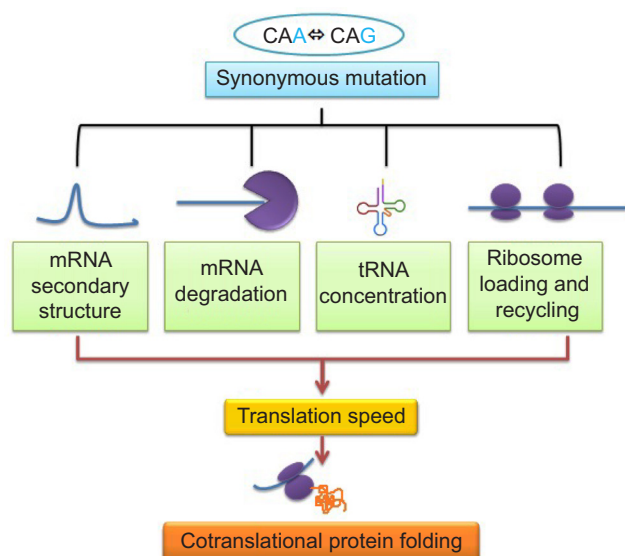 CAA⇔ CAG
Synonymous mutation
mRNA
secondary
structure
mRNA
degradation
tRNA
concentration
Ribosome
loading and
recycling
Translation speed
Cotranslational protein folding